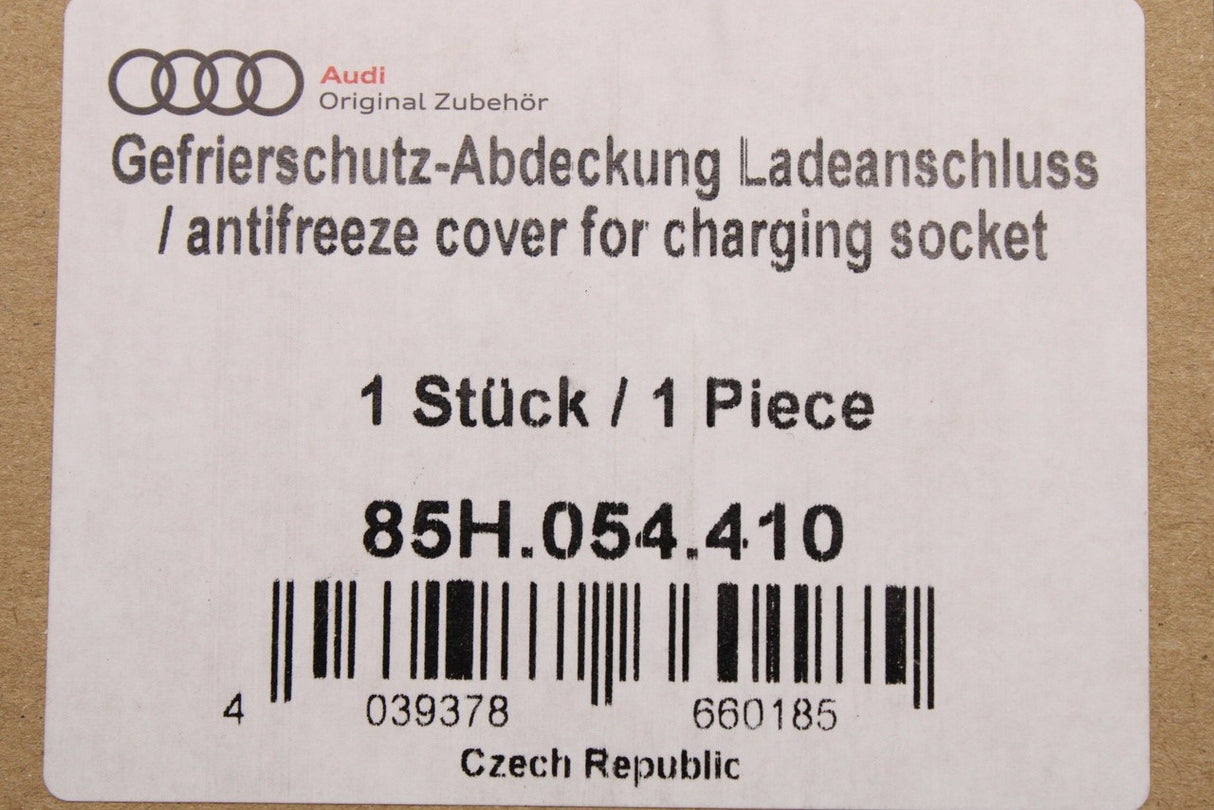 Audi
Original Zubehör
Gefrierschutz-Abdeckung Ladeanschluss
/ antifreeze cover for charging socket
1 Stück / 1 Piece
85H.054.410
4 039378 660185
Czech Republic